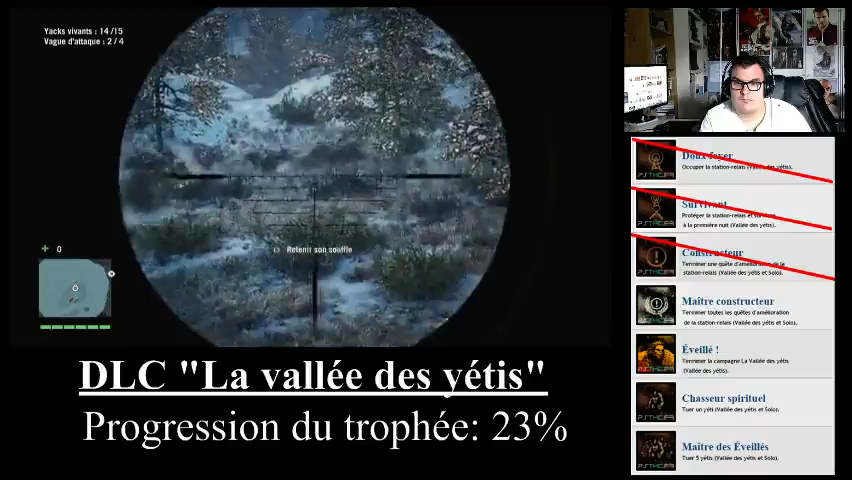 Yacks vivants : 14 /15
Vague d'attaque : 2 / 4
0
Retenir son souffle
DLC "La vallée des yétis"
Progression du trophée: 23%
Doux foyer
Occuper la station-relais (Vallée des yétis).
Survivant
Protéger la station-relais et survivre
à la première nuit (Vallée des yétis).
Constructeur
Terminer une quête d'amélioration de la
station-relais (Vallée des yétis et Solo).
Maître constructeur
Terminer toutes les quêtes d'amélioration
de la station-relais (Vallée des yétis et Solo).
Éveillé !
Terminer la campagne La Vallée des yétis
(Vallée des yétis).
Chasseur spirituel
Tuer un yéti (Vallée des yétis et Solo).
Maître des Éveillés
Tuer 5 yétis (Vallée des yétis et Solo).